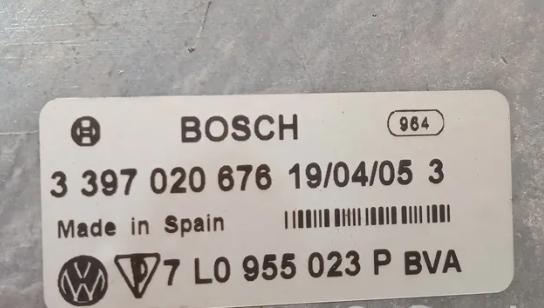 BOSCH 964
3 397 020 676 19/04/05 3
Made in Spain
7 L0 955 023 P BVA